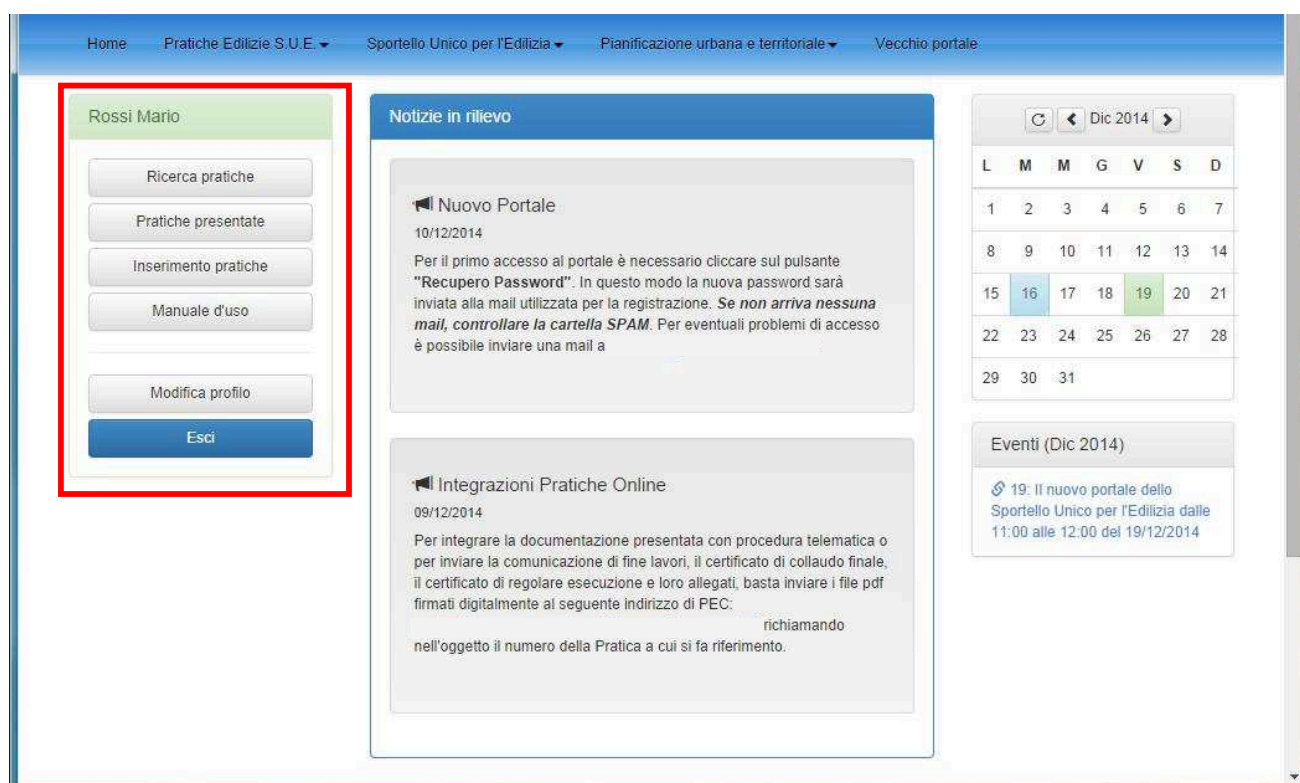 Home Pratiche Edilizie S.U.E. Sportello Unico per l'Edilizia Pianificazione urbana e territoriale Vecchio portale
Rossi Mario
Ricerca pratiche
Pratiche presentate
Inserimento pratiche
Manuale d'uso
Modifica profilo
Esci
Notizie in rilievo
Nuovo Portale
10/12/2014
Per il primo accesso al portale è necessario cliccare sul pulsante
"Recupero Password". In questo modo la nuova password sarà
inviata alla mail utilizzata per la registrazione. Se non arriva nessuna
mail, controllare la cartella SPAM. Per eventuali problemi di accesso
è possibile inviare una mail a
Integrazioni Pratiche Online
09/12/2014
Per integrare la documentazione presentata con procedura telematica o
per inviare la comunicazione di fine lavori, il certificato di collaudo finale,
il certificato di regolare esecuzione e loro allegati, basta inviare i file pdf
firmati digitalmente al seguente indirizzo di PEC:
richiamando
nell'oggetto il numero della Pratica a cui si fa riferimento.
Dic 2014
L M M G V S D
1 2 3 4 5 6 7
8 9 10 11 12 13 14
15 16 17 18 19 20 21
22 23 24 25 26 27 28
29 30 31
Eventi (Dic 2014)
19: Il nuovo portale dello
Sportello Unico per l'Edilizia dalle
11:00 alle 12:00 del 19/12/2014